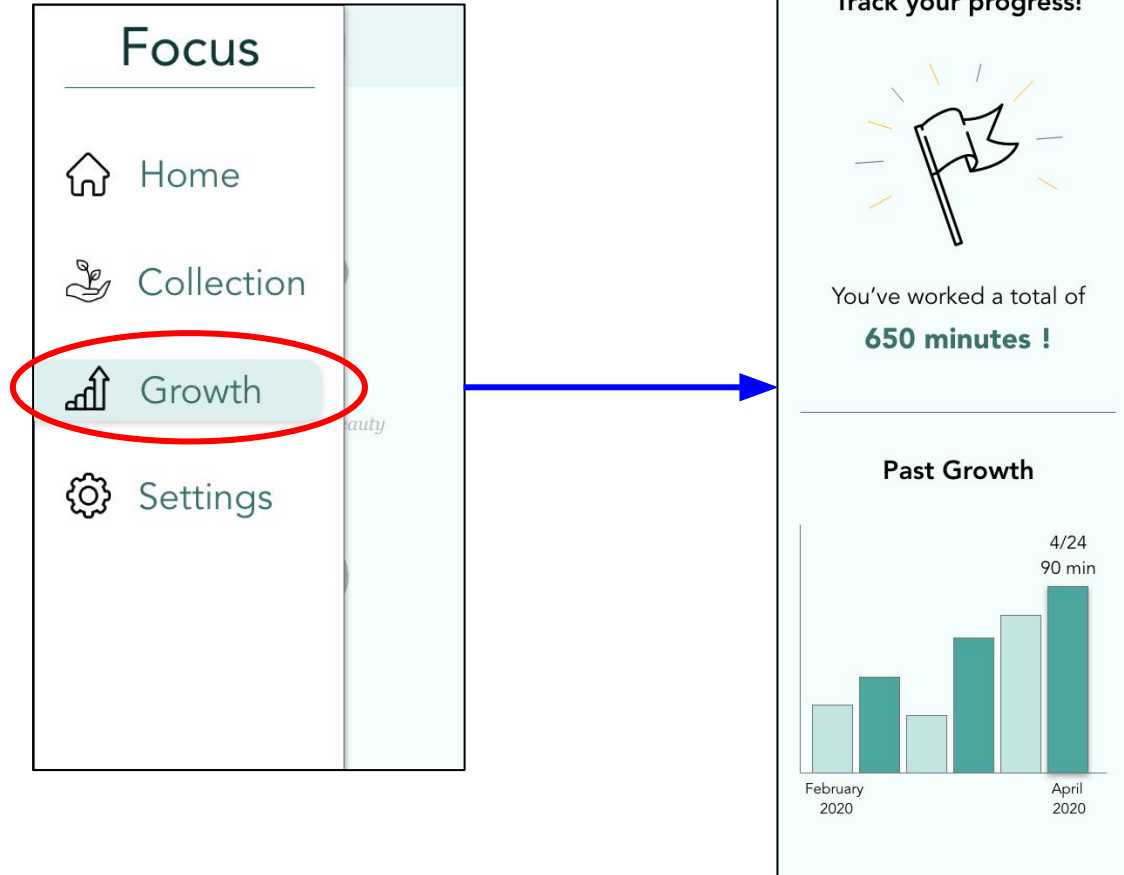 Focus
Home
Collection
Growth
Settings
eauty
Track your progress!
You’ve worked a total of
650 minutes !
Past Growth
4/24
90 min
February
2020
April
2020